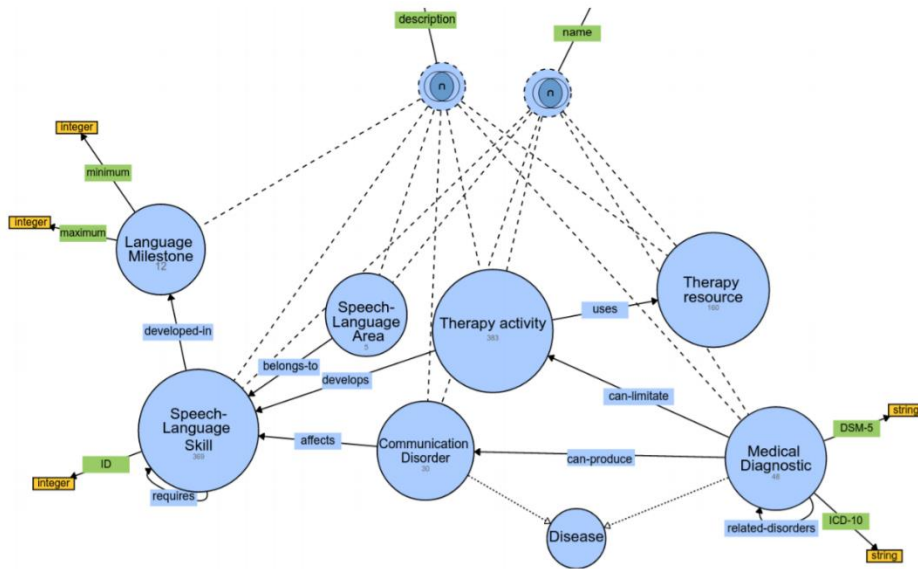 description
name
∩
∩
integer
minimum
integer
maximum
Language
Milestone
12
Speech-
Language
Area
5
Therapy activity
383
uses
Therapy
resource
160
developed-in
belongs-to
develops
can-limitate
Speech-
Language
Skill
369
affects
Communication
Disorder
30
can-produce
Medical
Diagnostic
48
DSM-5
string
ID
integer
requires
Disease
related-disorders
ICD-10
string